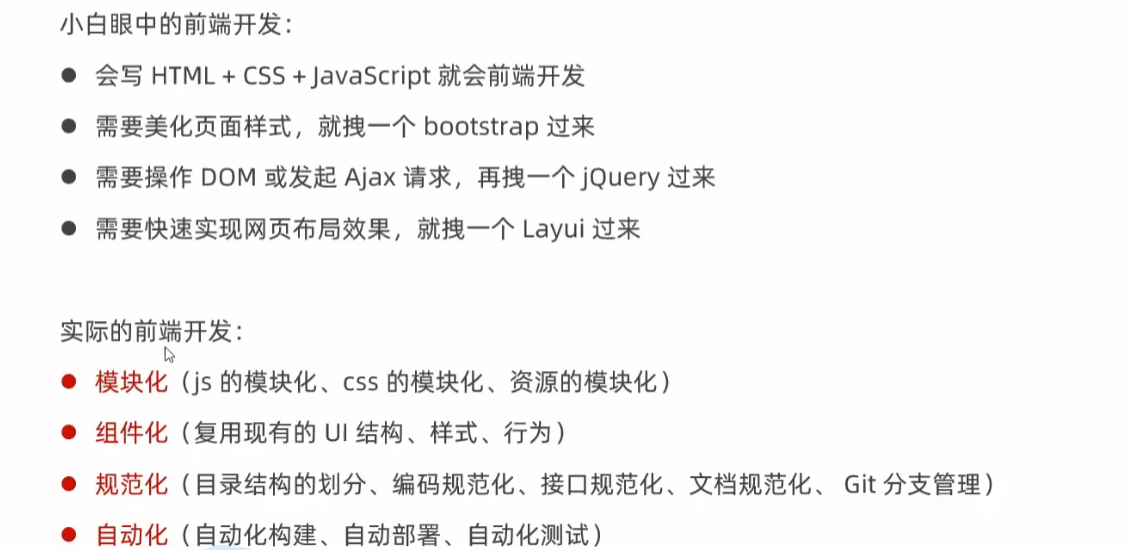 小白眼中的前端开发：
● 会写 HTML + CSS + JavaScript 就会前端开发
● 需要美化页面样式，就拽一个 bootstrap 过来
● 需要操作 DOM 或发起 Ajax 请求，再拽一个 jQuery 过来
● 需要快速实现网页布局效果，就拽一个 Layui 过来
实际的前端开发：
● 模块化（js 的模块化、css 的模块化、资源的模块化）
● 组件化（复用现有的 UI 结构、样式、行为）
● 规范化（目录结构的划分、编码规范化、接口规范化、文档规范化、 Git 分支管理）
● 自动化（自动化构建、自动部署、自动化测试）